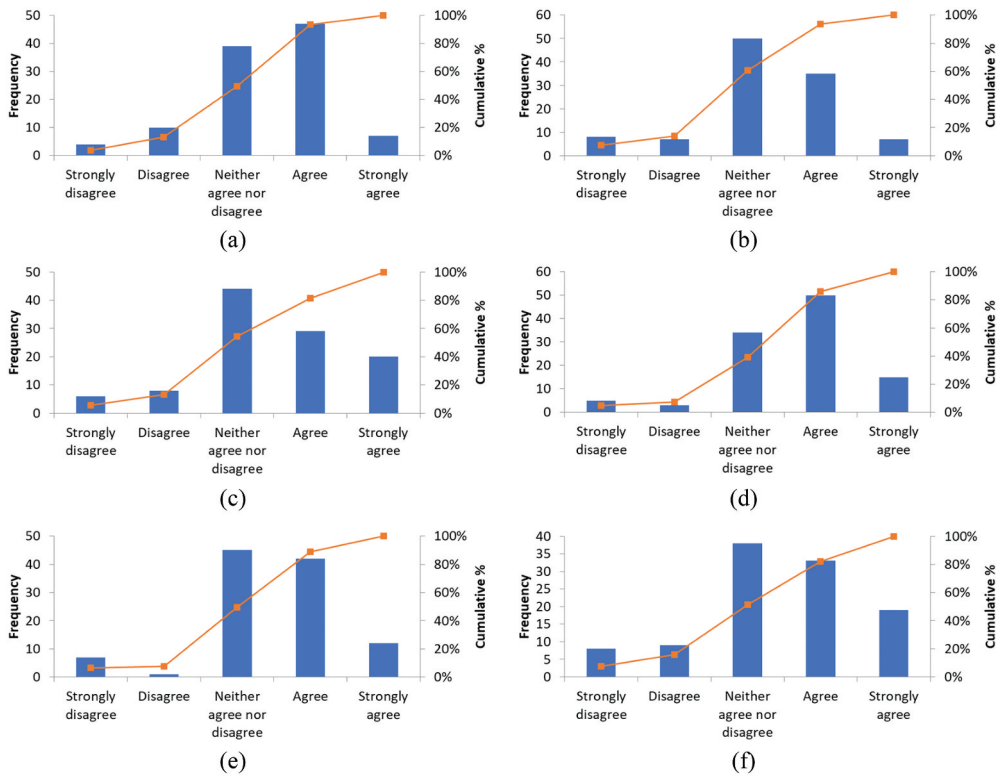 50
40
30
20
10
0
Frequency
100%
80%
60%
40%
20%
0%
Cumulative %
Strongly
disagree
Disagree
Neither
agree nor
disagree
Agree
Strongly
agree
(a)
60
50
40
30
20
10
0
Frequency
100%
80%
60%
40%
20%
0%
Cumulative %
Strongly
disagree
Disagree
Neither
agree nor
disagree
Agree
Strongly
agree
(b)
50
40
30
20
10
0
Frequency
100%
80%
60%
40%
20%
0%
Cumulative %
Strongly
disagree
Disagree
Neither
agree nor
disagree
Agree
Strongly
agree
(c)
60
50
40
30
20
10
0
Frequency
100%
80%
60%
40%
20%
0%
Cumulative %
Strongly
disagree
Disagree
Neither
agree nor
disagree
Agree
Strongly
agree
(d)
50
40
30
20
10
0
Frequency
100%
80%
60%
40%
20%
0%
Cumulative %
Strongly
disagree
Disagree
Neither
agree nor
disagree
Agree
Strongly
agree
(e)
40
35
30
25
20
15
10
5
0
Frequency
100%
80%
60%
40%
20%
0%
Cumulative %
Strongly
disagree
Disagree
Neither
agree nor
disagree
Agree
Strongly
agree
(f)